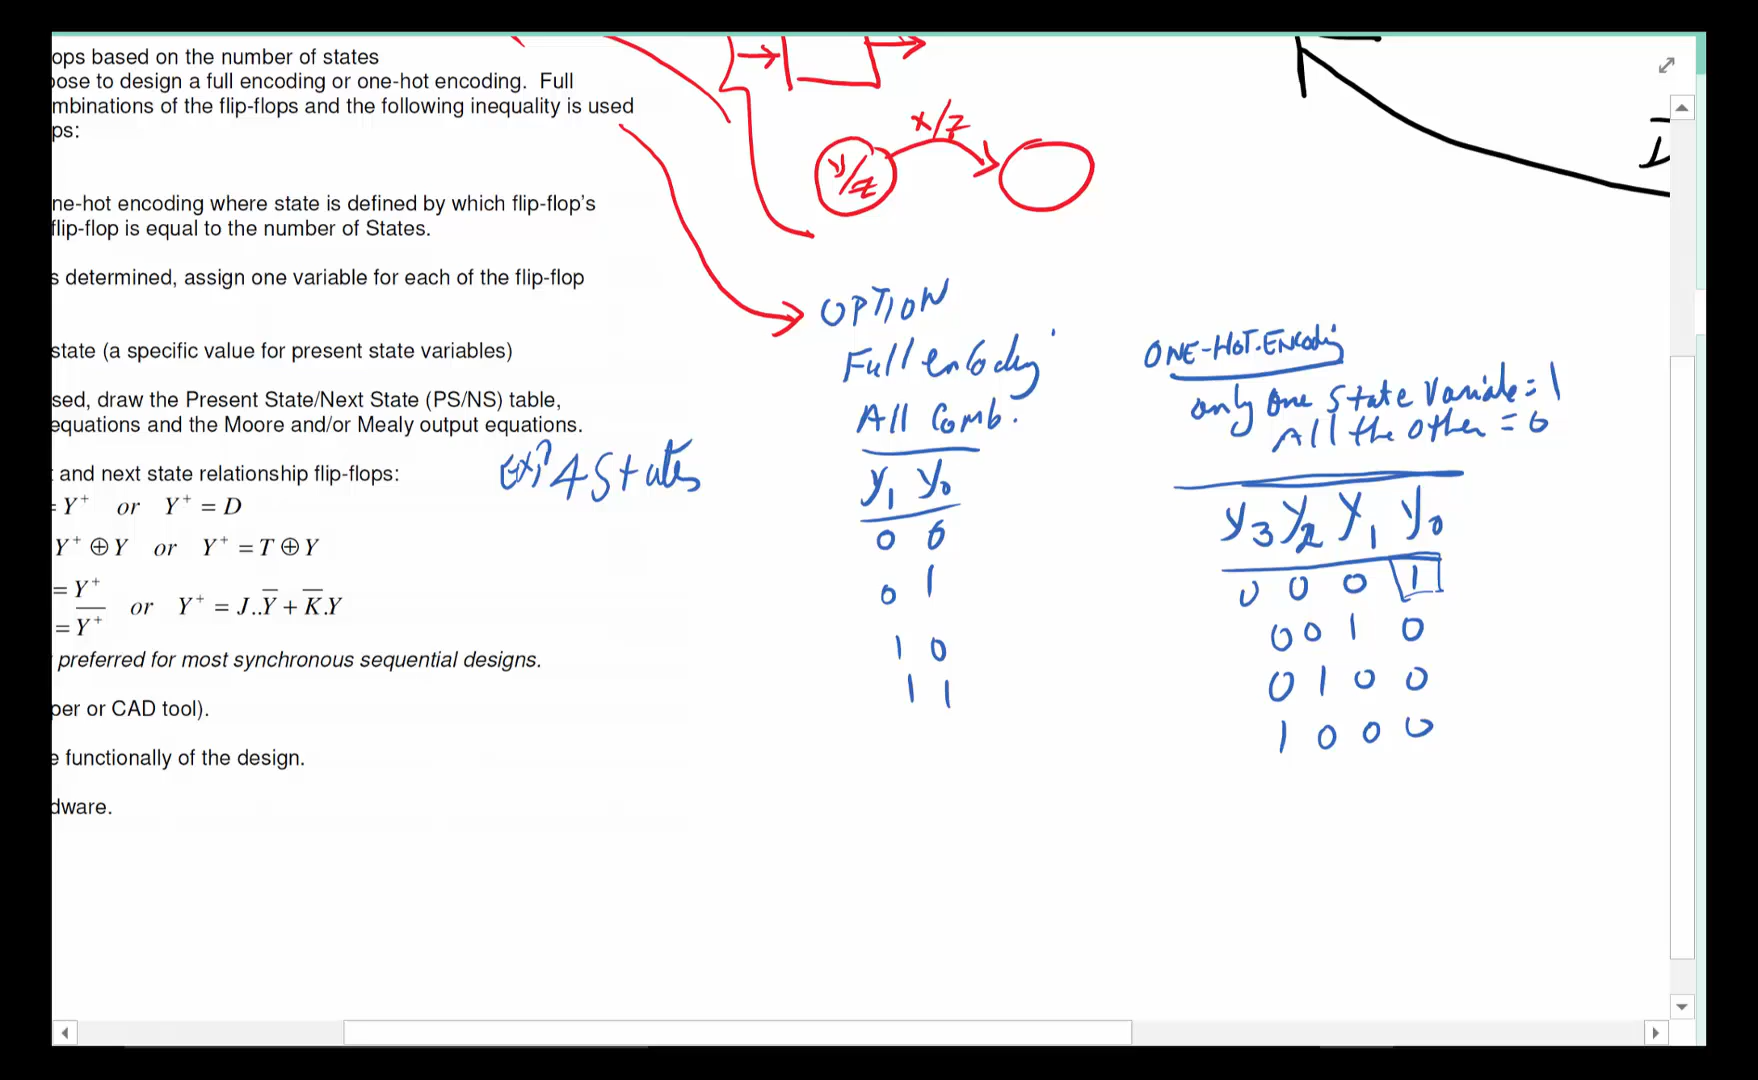 ops based on the number of states
ose to design a full encoding or one-hot encoding. Full
mbinations of the flip-flops and the following inequality is used
ps:
ne-hot encoding where state is defined by which flip-flop's
flip-flop is equal to the number of States.
s determined, assign one variable for each of the flip-flop
state (a specific value for present state variables)
sed, draw the Present State/Next State (PS/NS) table,
equations and the Moore and/or Mealy output equations.
and next state relationship flip-flops:
= Y⁺ or Y⁺ = D
Y⁺ ⊕ Y or Y⁺ = T ⊕ Y
= Y⁺
= Y̅⁺ or Y⁺ = J..Y̅ + K̅.Y
preferred for most synchronous sequential designs.
per or CAD tool).
e functionally of the design.
dware.
x/z
y/z
Ex: 4 States
OPTION
Full encoding
All Comb.
y₁ y₀
0 0
0 1
1 0
1 1
ONE-HOT-ENCODING
only one State Variable = 1
All the other = 0
y₃ y₂ y₁ y₀
0 0 0 1
0 0 1 0
0 1 0 0
1 0 0 0